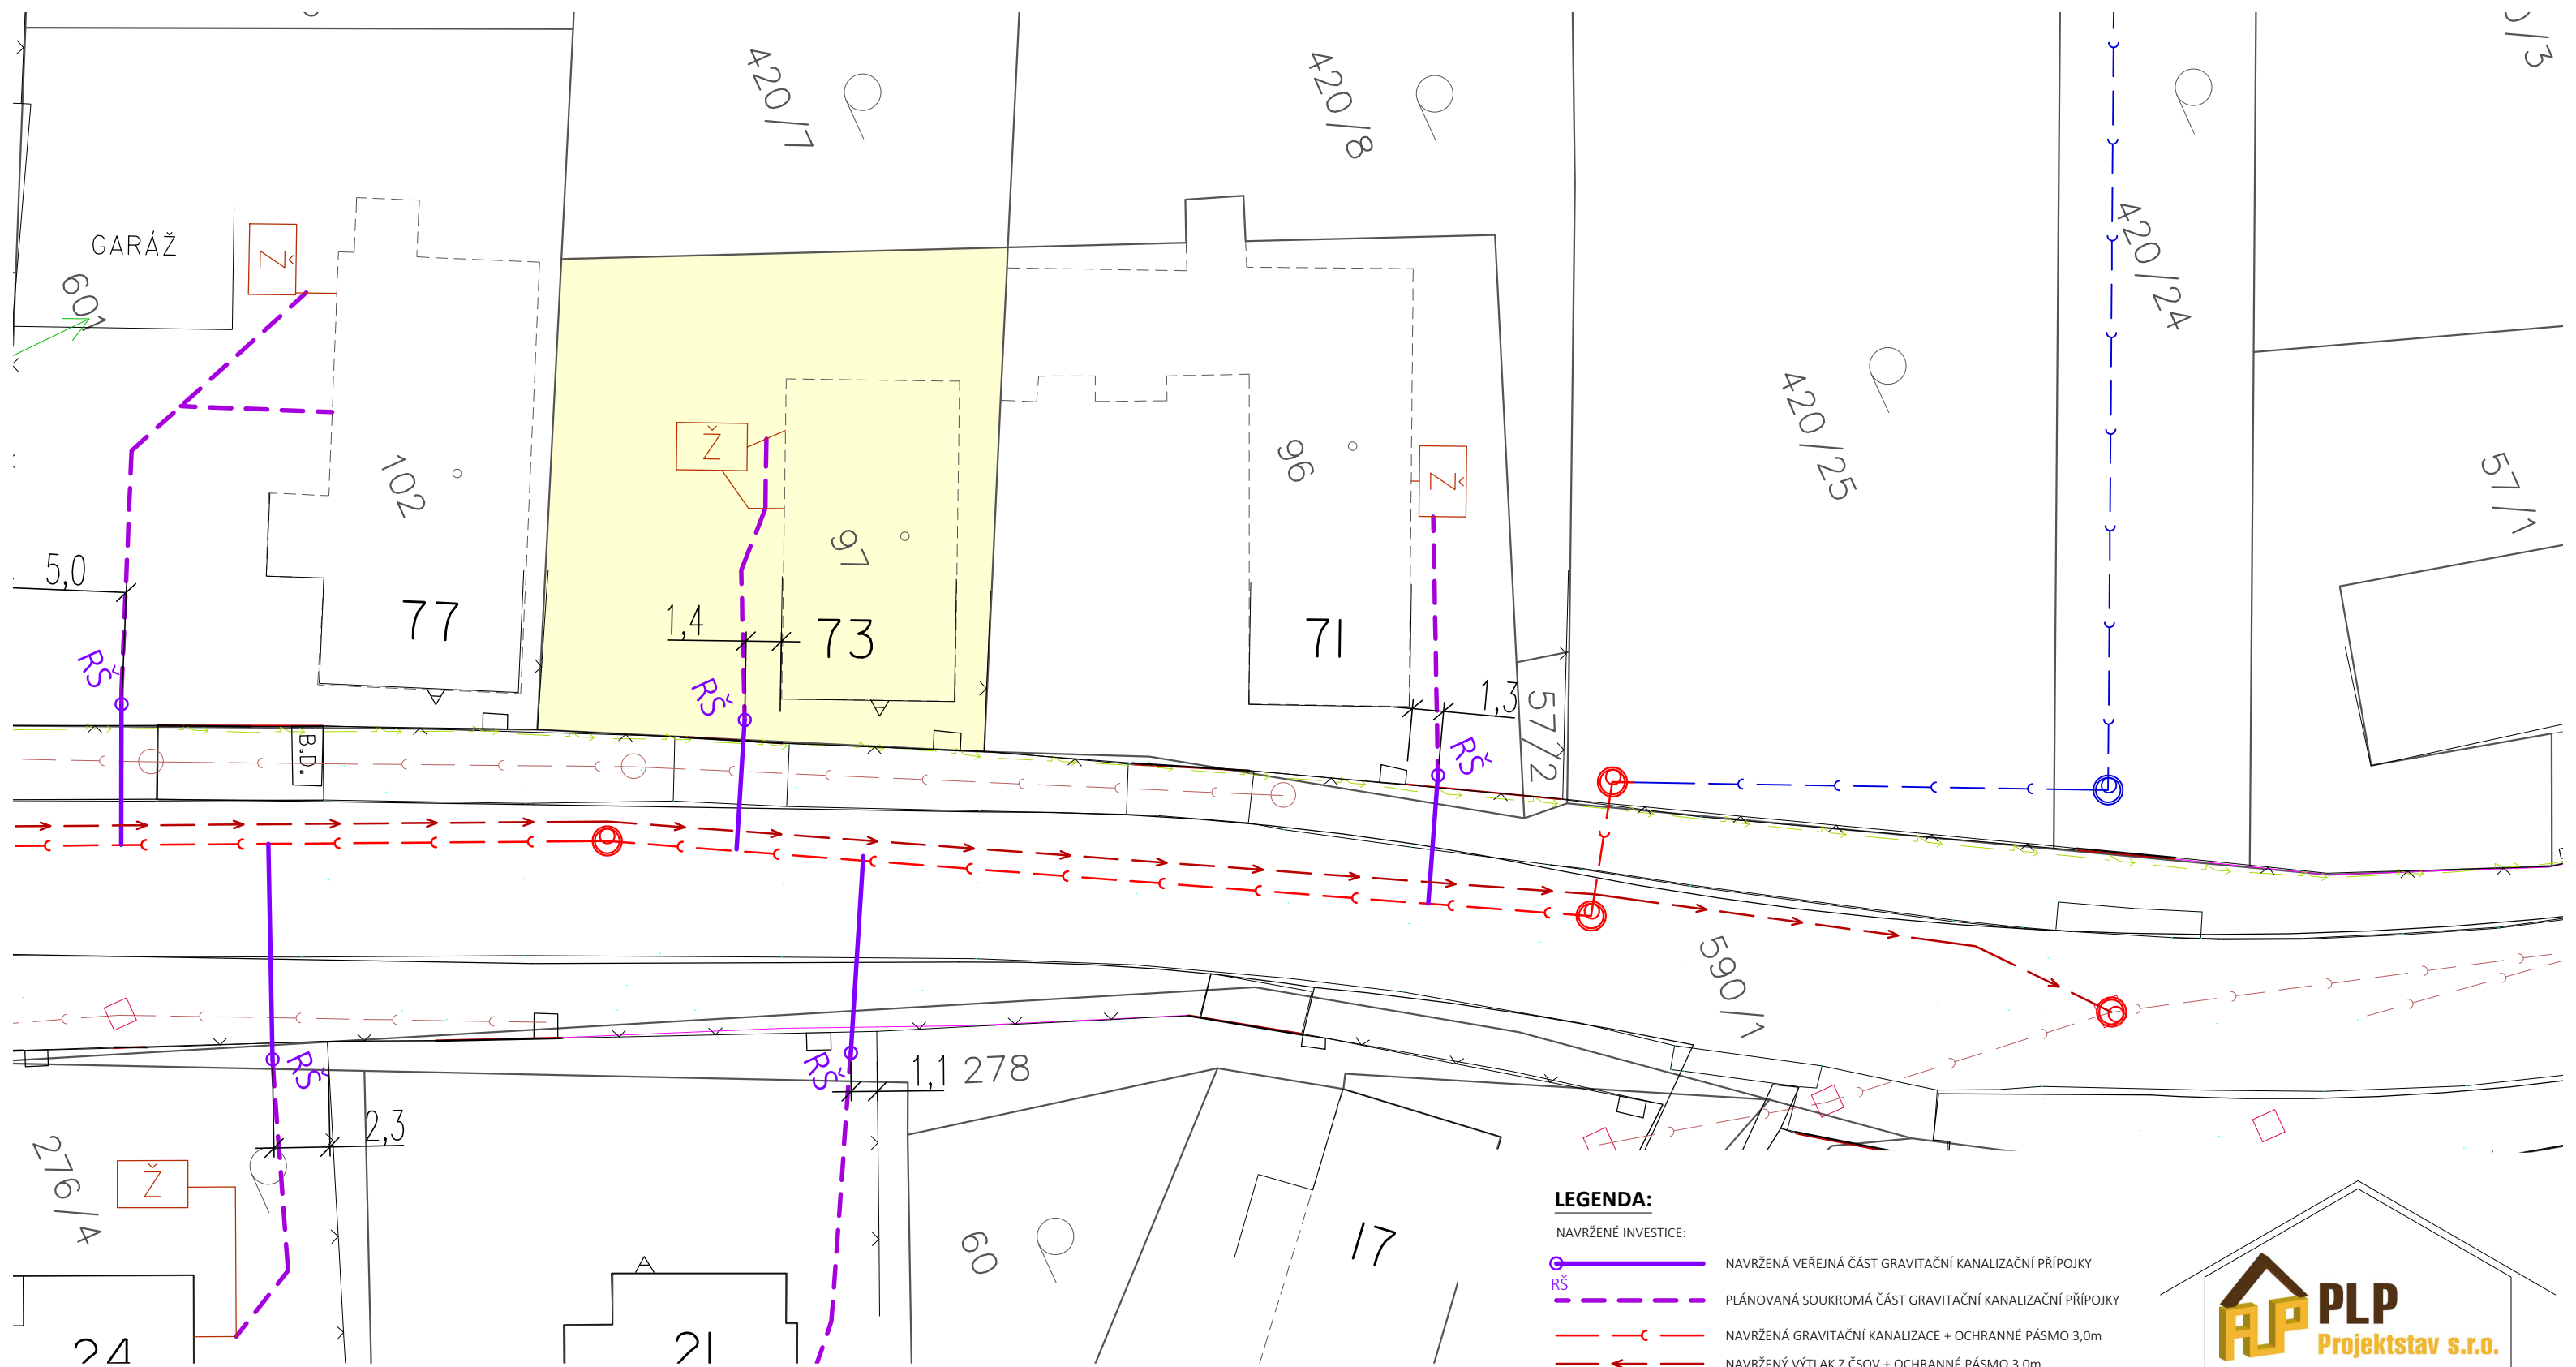 420/7
420/8
420/24
GARÁŽ
Ž
601
420/25
57/1
Ž
Ž
102
97
96
5,0
77
1,4
73
71
RŠ
RŠ
1,3
RŠ
57/2
B.D.
590/1
RŠ
RŠ
1,1
278
2,3
276/4
Ž
60
17
24
21
LEGENDA:
NAVRŽENÉ INVESTICE:
NAVRŽENÁ VEŘEJNÁ ČÁST GRAVITAČNÍ KANALIZAČNÍ PŘÍPOJKY
RŠ
PLÁNOVANÁ SOUKROMÁ ČÁST GRAVITAČNÍ KANALIZAČNÍ PŘÍPOJKY
NAVRŽENÁ GRAVITAČNÍ KANALIZACE + OCHRANNÉ PÁSMO 3,0m
NAVRŽENÝ VÝTLAK Z ČSOV + OCHRANNÉ PÁSMO 3,0m
PLP
Projektstav s.r.o.